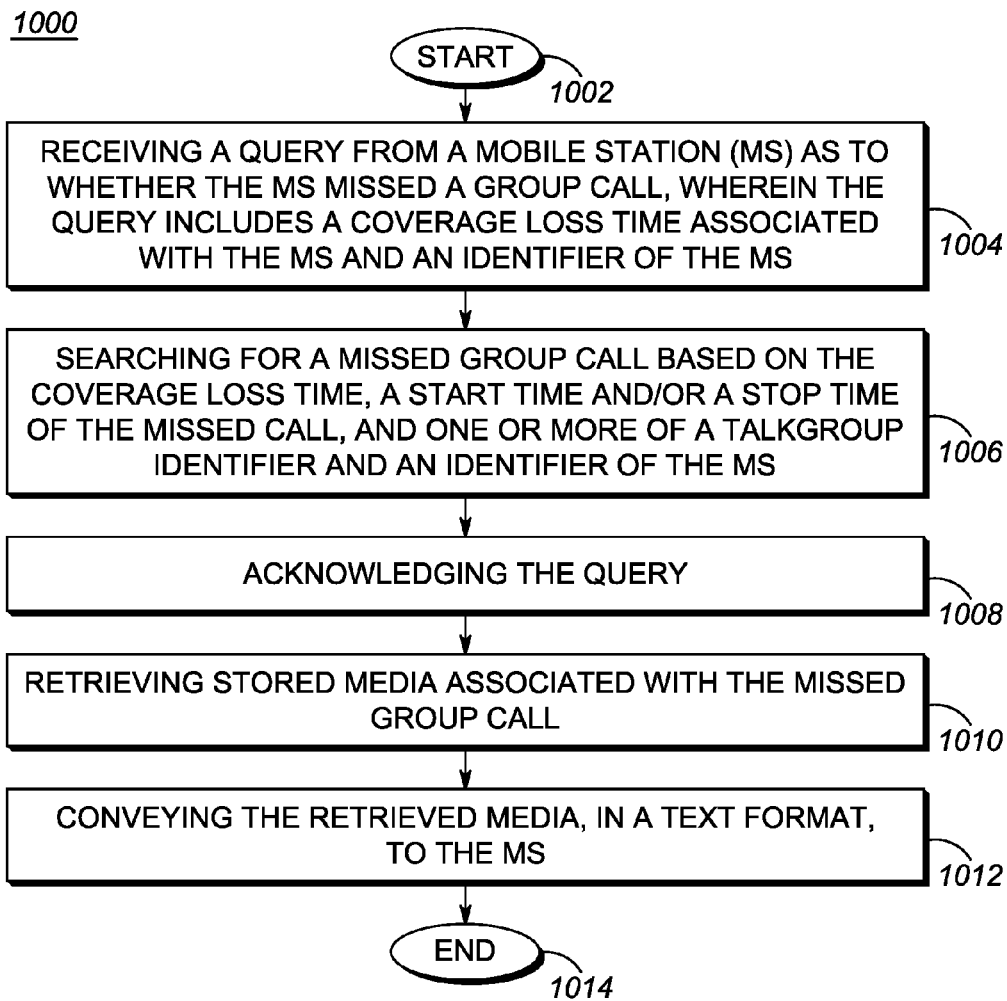 1000
START
1002
RECEIVING A QUERY FROM A MOBILE STATION (MS) AS TO
WHETHER THE MS MISSED A GROUP CALL, WHEREIN THE
QUERY INCLUDES A COVERAGE LOSS TIME ASSOCIATED
WITH THE MS AND AN IDENTIFIER OF THE MS
1004
SEARCHING FOR A MISSED GROUP CALL BASED ON THE
COVERAGE LOSS TIME, A START TIME AND/OR A STOP TIME
OF THE MISSED CALL, AND ONE OR MORE OF A TALKGROUP
IDENTIFIER AND AN IDENTIFIER OF THE MS
1006
ACKNOWLEDGING THE QUERY
1008
RETRIEVING STORED MEDIA ASSOCIATED WITH THE MISSED
GROUP CALL
1010
CONVEYING THE RETRIEVED MEDIA, IN A TEXT FORMAT,
TO THE MS
1012
END
1014